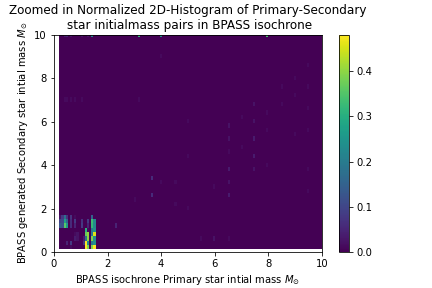 Zoomed in Normalized 2D-Histogram of Primary-Secondary
star initialmass pairs in BPASS isochrone
BPASS generated Secondary star intial mass M⊙
10
8
6
4
2
0
0 2 4 6 8 10
BPASS isochrone Primary star intial mass M⊙
0.4
0.3
0.2
0.1
0.0